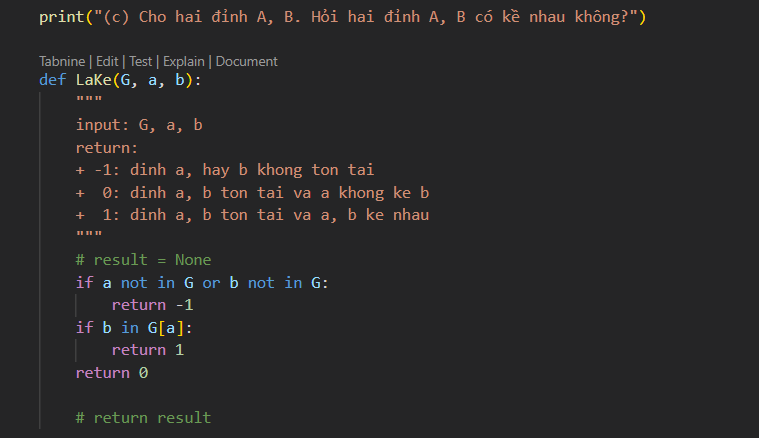 print("(c) Cho hai đỉnh A, B. Hỏi hai đỉnh A, B có kề nhau không?")
Tabnine | Edit | Test | Explain | Document
def LaKe(G, a, b):
    """
    input: G, a, b
    return:
    + -1: dinh a, hay b khong ton tai
    +  0: dinh a, b ton tai va a khong ke b
    +  1: dinh a, b ton tai va a, b ke nhau
    """
    # result = None
    if a not in G or b not in G:
        return -1
    if b in G[a]:
        return 1
    return 0
    # return result